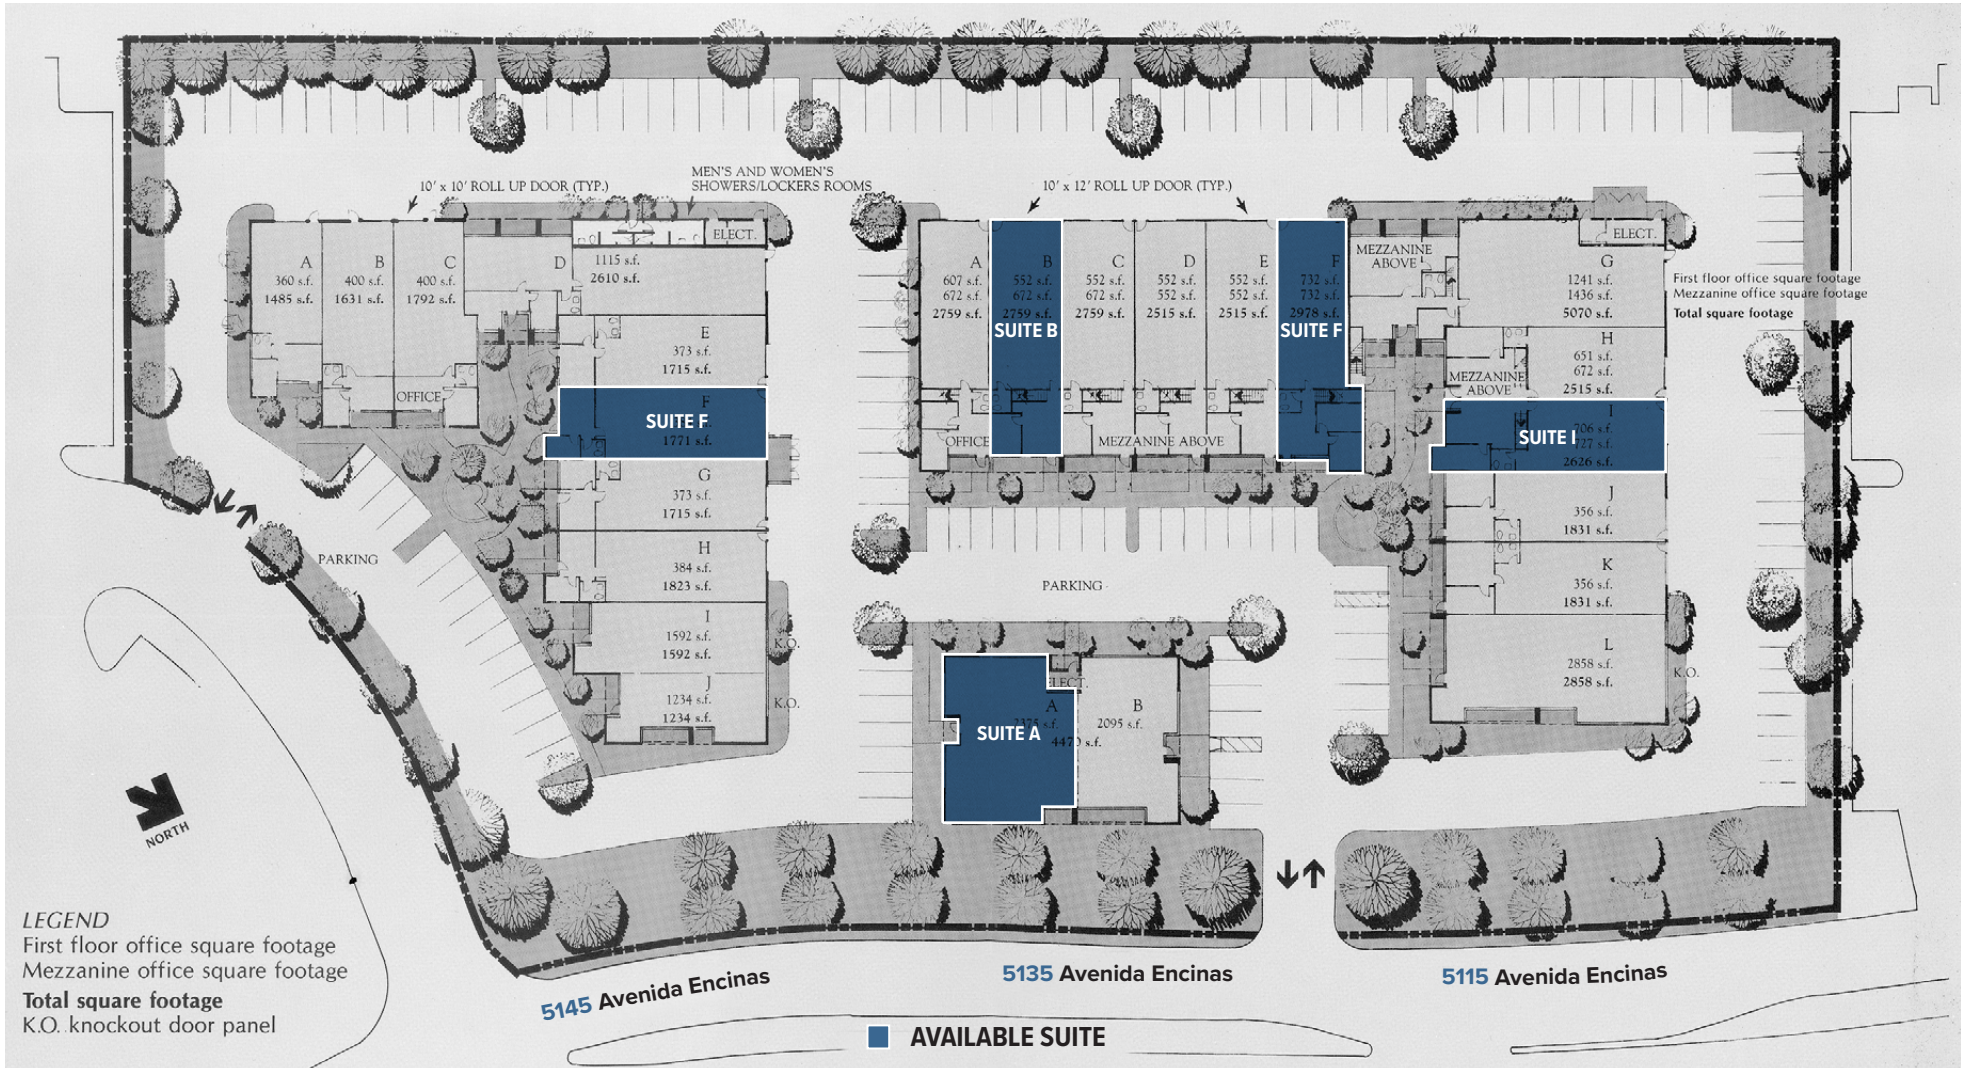 MEN'S AND WOMEN'S
SHOWERS/LOCKERS ROOMS
10' x 10' ROLL UP DOOR (TYP.)
10' x 12' ROLL UP DOOR (TYP.)
A
360 s.f.
1485 s.f.
B
400 s.f.
1631 s.f.
C
400 s.f.
1792 s.f.
OFFICE
D
1115 s.f.
2610 s.f.
ELECT.
E
373 s.f.
1715 s.f.
F
SUITE F
1771 s.f.
G
373 s.f.
1715 s.f.
H
384 s.f.
1823 s.f.
I
1592 s.f.
1592 s.f.
J
1234 s.f.
1234 s.f.
K.O.
K.O.
PARKING
A
607 s.f.
672 s.f.
2759 s.f.
B
552 s.f.
672 s.f.
2759 s.f.
SUITE B
C
552 s.f.
672 s.f.
2759 s.f.
D
552 s.f.
552 s.f.
2515 s.f.
E
552 s.f.
552 s.f.
2515 s.f.
F
732 s.f.
732 s.f.
2978 s.f.
SUITE F
OFFICE
MEZZANINE ABOVE
PARKING
ELECT.
A
2375 s.f.
SUITE A
4470 s.f.
B
2095 s.f.
MEZZANINE
ABOVE
ELECT.
G
1241 s.f.
1436 s.f.
5070 s.f.
First floor office square footage
Mezzanine office square footage
Total square footage
H
651 s.f.
672 s.f.
2515 s.f.
MEZZANINE
ABOVE
I
706 s.f.
SUITE I
727 s.f.
2626 s.f.
J
356 s.f.
1831 s.f.
K
356 s.f.
1831 s.f.
L
2858 s.f.
2858 s.f.
K.O.
NORTH
LEGEND
First floor office square footage
Mezzanine office square footage
Total square footage
K.O. knockout door panel
5145 Avenida Encinas
5135 Avenida Encinas
5115 Avenida Encinas
AVAILABLE SUITE